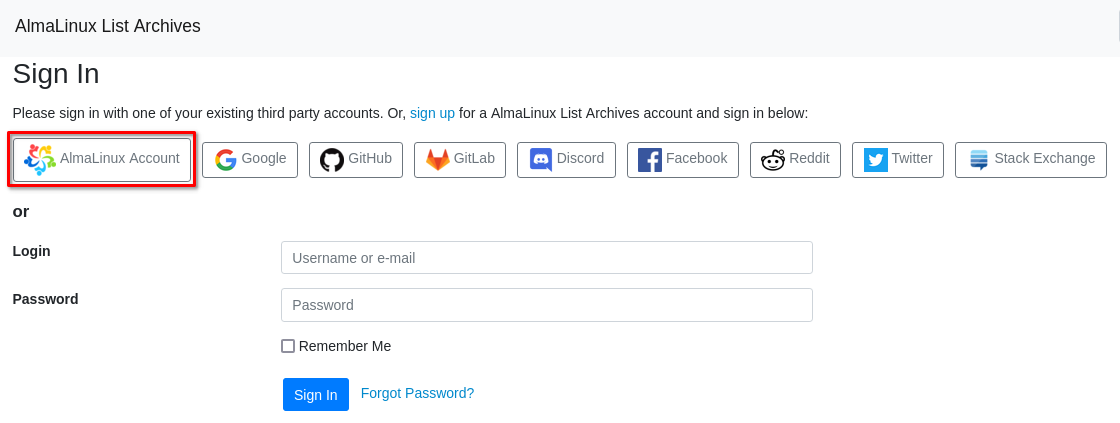 AlmaLinux List Archives
Sign In
Please sign in with one of your existing third party accounts. Or, sign up for a AlmaLinux List Archives account and sign in below:
AlmaLinux Account Google GitHub GitLab Discord Facebook Reddit Twitter Stack Exchange
or
Login Username or e-mail
Password Password
Remember Me
Sign In Forgot Password?